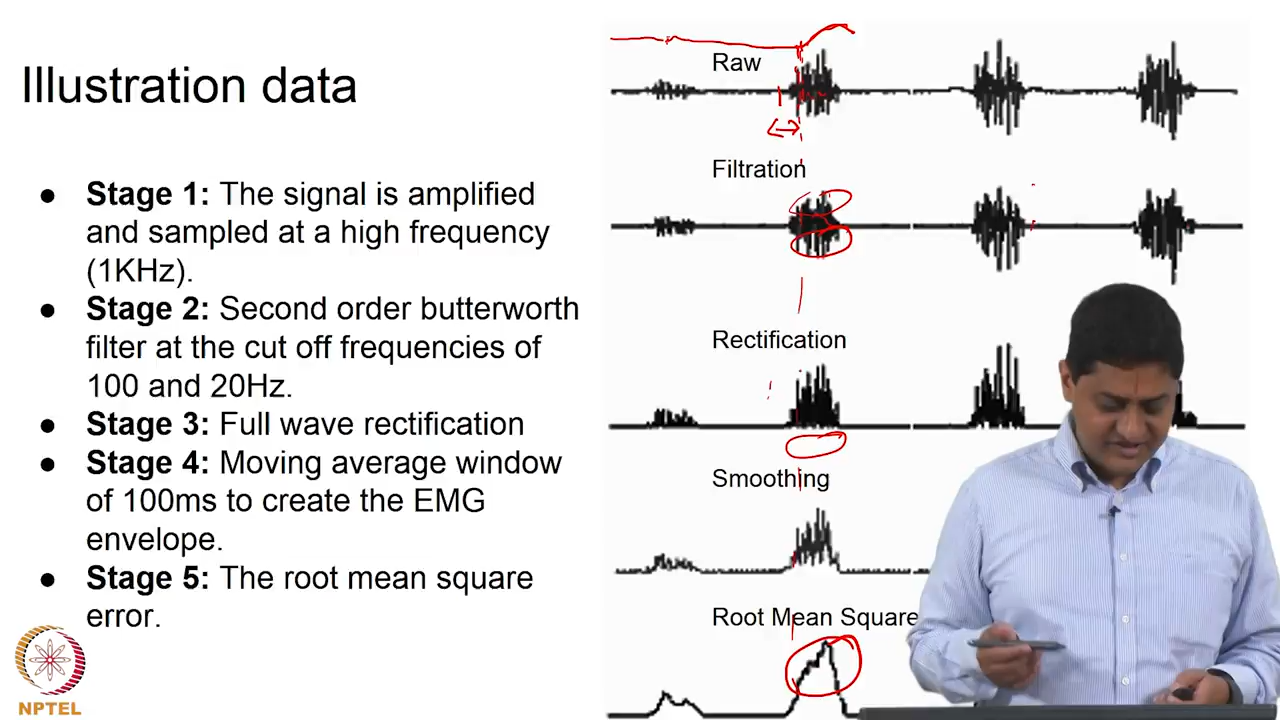 Illustration data
● Stage 1: The signal is amplified
and sampled at a high frequency
(1KHz).
● Stage 2: Second order butterworth
filter at the cut off frequencies of
100 and 20Hz.
● Stage 3: Full wave rectification
● Stage 4: Moving average window
of 100ms to create the EMG
envelope.
● Stage 5: The root mean square
error.
Raw
Filtration
Rectification
Smoothing
Root Mean Square
NPTEL